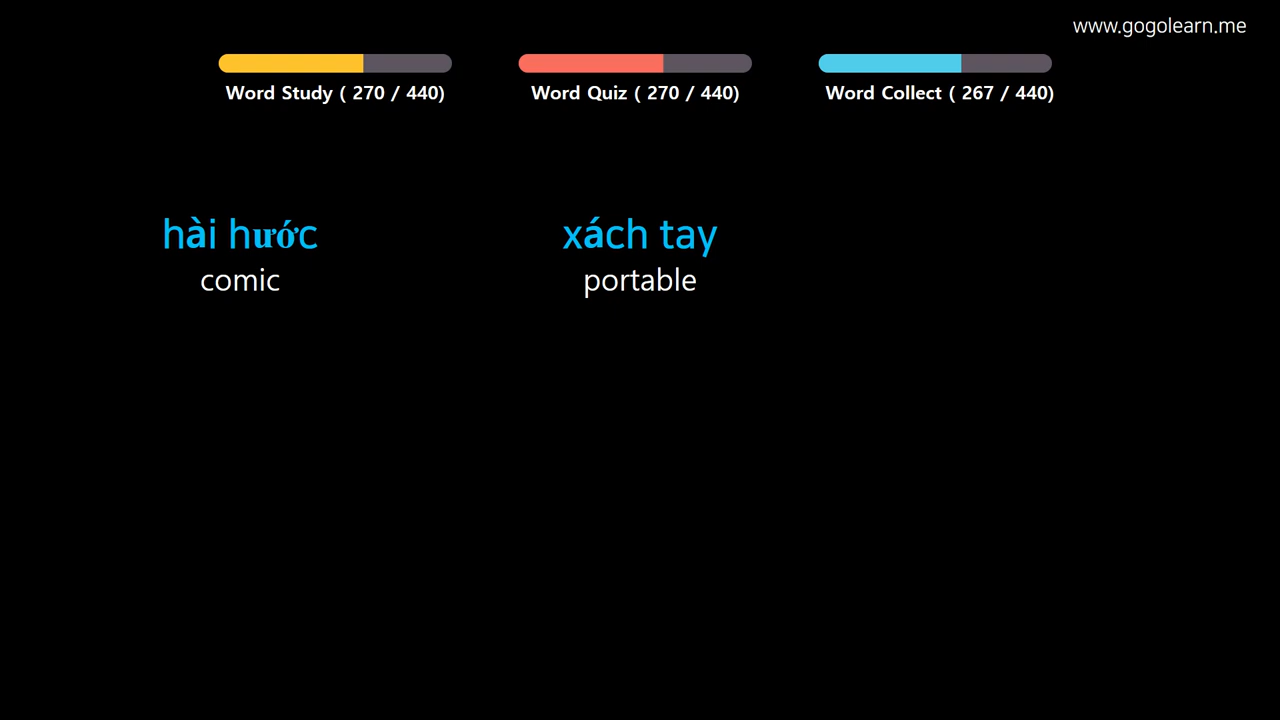 www.gogolearn.me
Word Study ( 270 / 440)
Word Quiz ( 270 / 440)
Word Collect ( 267 / 440)
hài hước
comic
xách tay
portable